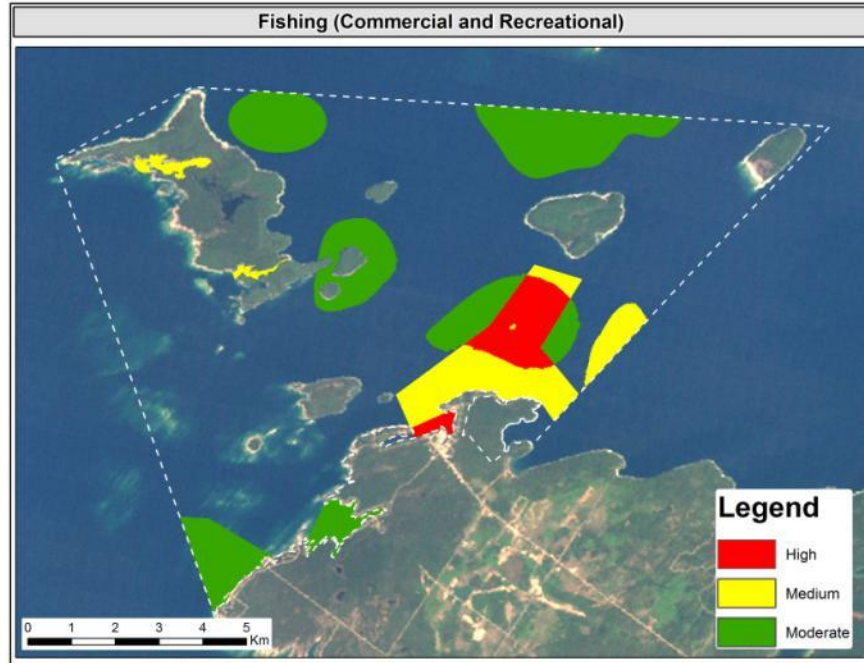 Fishing (Commercial and Recreational)
Legend
High
Medium
Moderate
0 1 2 3 4 5
Km